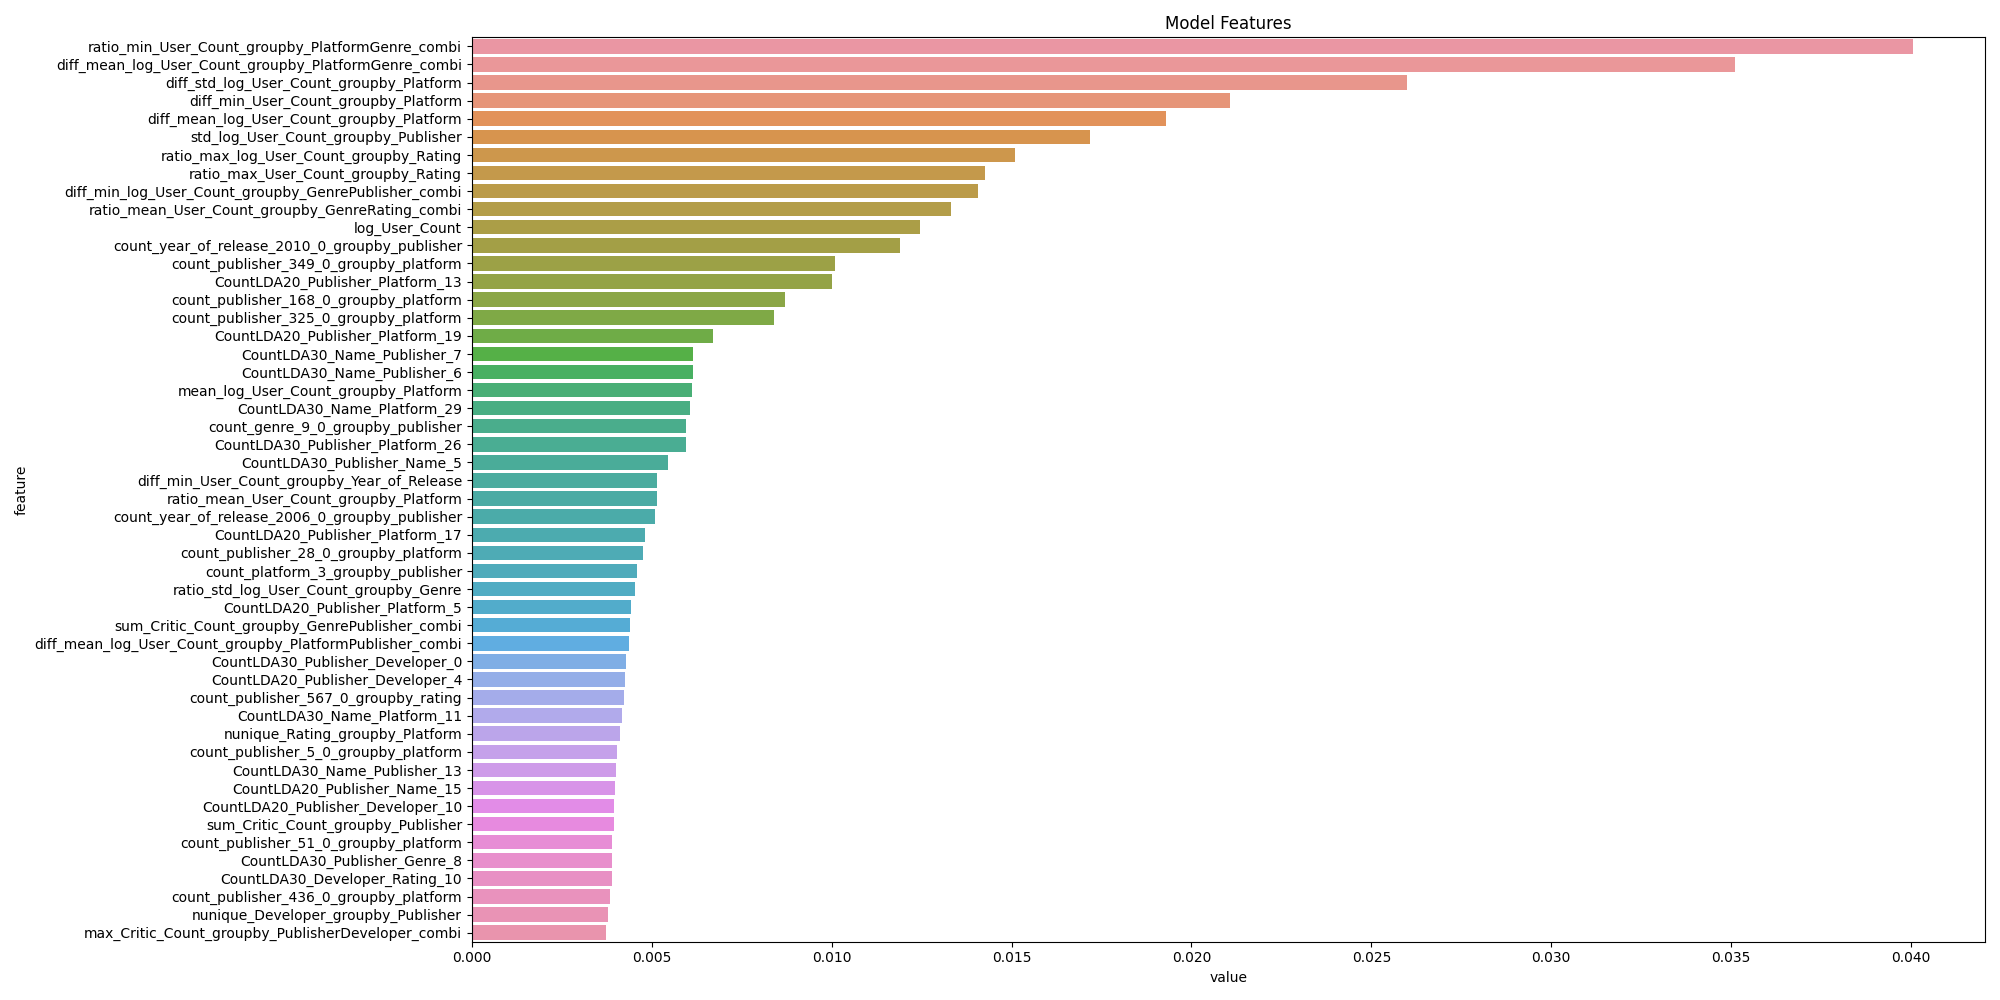 Model Features
feature
ratio_min_User_Count_groupby_PlatformGenre_combi
diff_mean_log_User_Count_groupby_PlatformGenre_combi
diff_std_log_User_Count_groupby_Platform
diff_min_User_Count_groupby_Platform
diff_mean_log_User_Count_groupby_Platform
std_log_User_Count_groupby_Publisher
ratio_max_log_User_Count_groupby_Rating
ratio_max_User_Count_groupby_Rating
diff_min_log_User_Count_groupby_GenrePublisher_combi
ratio_mean_User_Count_groupby_GenreRating_combi
log_User_Count
count_year_of_release_2010_0_groupby_publisher
count_publisher_349_0_groupby_platform
CountLDA20_Publisher_Platform_13
count_publisher_168_0_groupby_platform
count_publisher_325_0_groupby_platform
CountLDA20_Publisher_Platform_19
CountLDA30_Name_Publisher_7
CountLDA30_Name_Publisher_6
mean_log_User_Count_groupby_Platform
CountLDA30_Name_Platform_29
count_genre_9_0_groupby_publisher
CountLDA30_Publisher_Platform_26
CountLDA30_Publisher_Name_5
diff_min_User_Count_groupby_Year_of_Release
ratio_mean_User_Count_groupby_Platform
count_year_of_release_2006_0_groupby_publisher
CountLDA20_Publisher_Platform_17
count_publisher_28_0_groupby_platform
count_platform_3_groupby_publisher
ratio_std_log_User_Count_groupby_Genre
CountLDA20_Publisher_Platform_5
sum_Critic_Count_groupby_GenrePublisher_combi
diff_mean_log_User_Count_groupby_PlatformPublisher_combi
CountLDA30_Publisher_Developer_0
CountLDA20_Publisher_Developer_4
count_publisher_567_0_groupby_rating
CountLDA30_Name_Platform_11
nunique_Rating_groupby_Platform
count_publisher_5_0_groupby_platform
CountLDA30_Name_Publisher_13
CountLDA20_Publisher_Name_15
CountLDA20_Publisher_Developer_10
sum_Critic_Count_groupby_Publisher
count_publisher_51_0_groupby_platform
CountLDA30_Publisher_Genre_8
CountLDA30_Developer_Rating_10
count_publisher_436_0_groupby_platform
nunique_Developer_groupby_Publisher
max_Critic_Count_groupby_PublisherDeveloper_combi
0.000 0.005 0.010 0.015 0.020 0.025 0.030 0.035 0.040
value